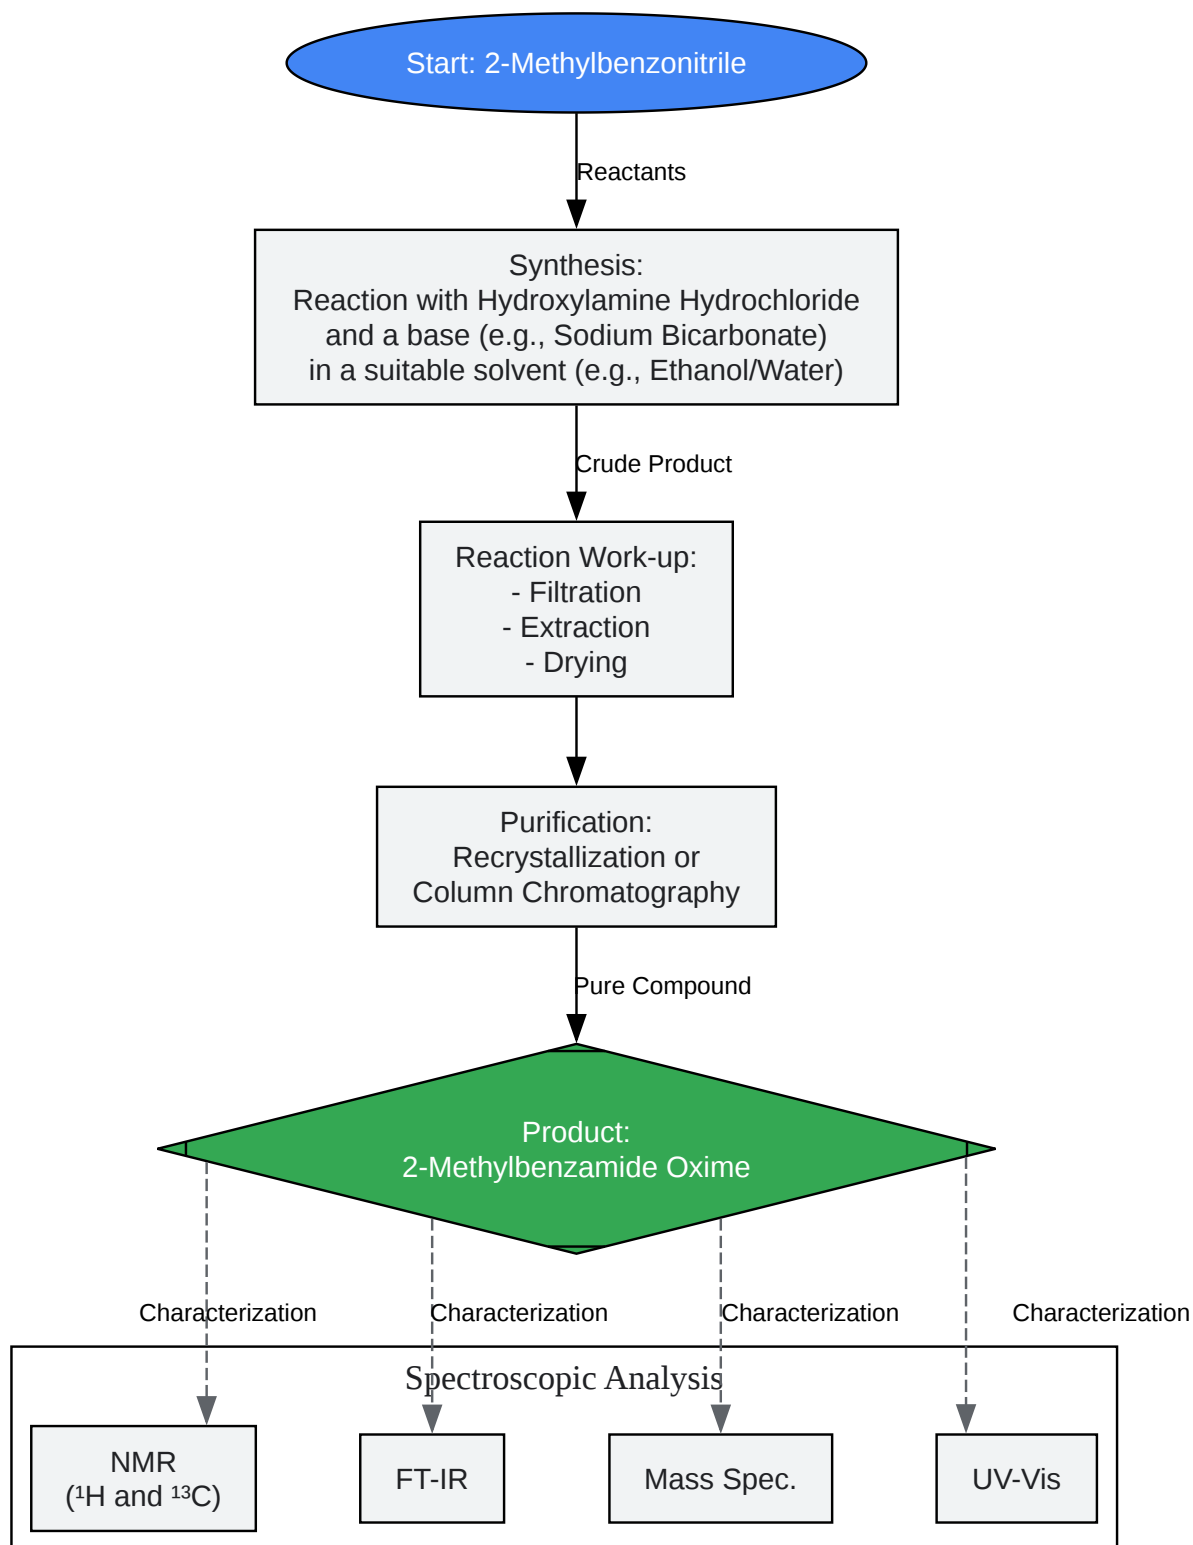 Start: 2-Methylbenzonitrile
Reactants
Synthesis:
Reaction with Hydroxylamine Hydrochloride
and a base (e.g., Sodium Bicarbonate)
in a suitable solvent (e.g., Ethanol/Water)
Crude Product
Reaction Work-up:
- Filtration
- Extraction
- Drying
Purification:
Recrystallization or
Column Chromatography
Pure Compound
Product:
2-Methylbenzamide Oxime
Characterization
Characterization
Characterization
Characterization
Spectroscopic Analysis
NMR
(¹H and ¹³C)
FT-IR
Mass Spec.
UV-Vis